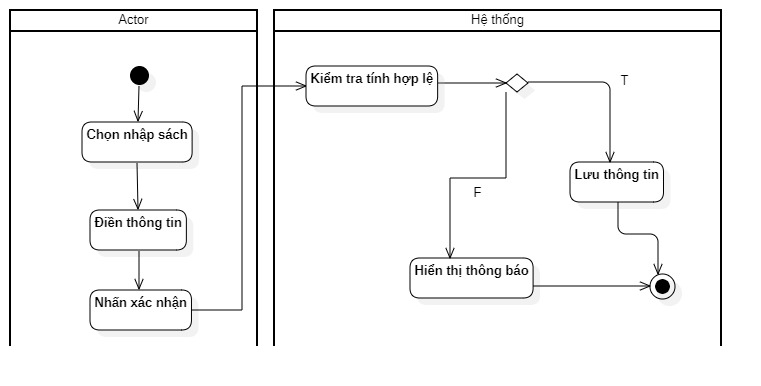 Actor
Hệ thống
Chọn nhập sách
Điền thông tin
Nhấn xác nhận
Kiểm tra tính hợp lệ
T
F
Lưu thông tin
Hiển thị thông báo